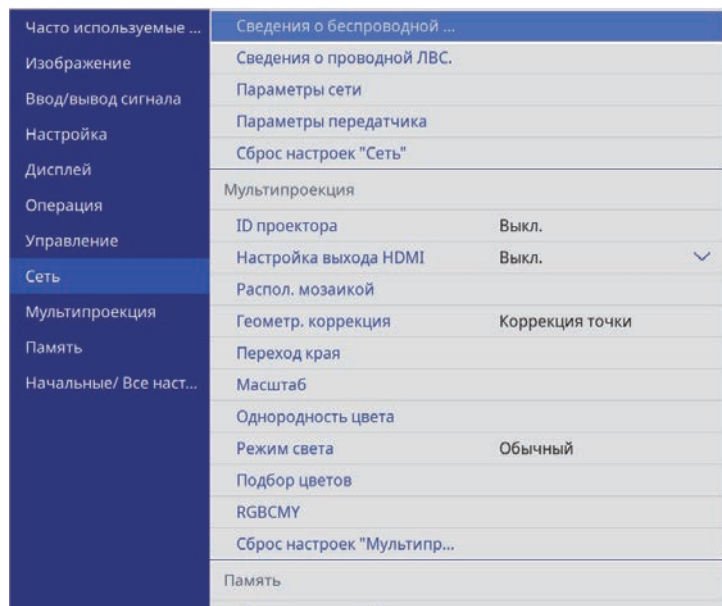 Часто используемые ...
Изображение
Ввод/вывод сигнала
Настройка
Дисплей
Операция
Управление
Сеть
Мультипроекция
Память
Начальные/ Все наст...
Сведения о беспроводной ...
Сведения о проводной ЛВС.
Параметры сети
Параметры передатчика
Сброс настроек "Сеть"
Мультипроекция
ID проектора Выкл.
Настройка выхода HDMI Выкл.
Распол. мозаикой
Геометр. коррекция Коррекция точки
Переход края
Масштаб
Однородность цвета
Режим света Обычный
Подбор цветов
RGBCMY
Сброс настроек "Мультипр...
Память